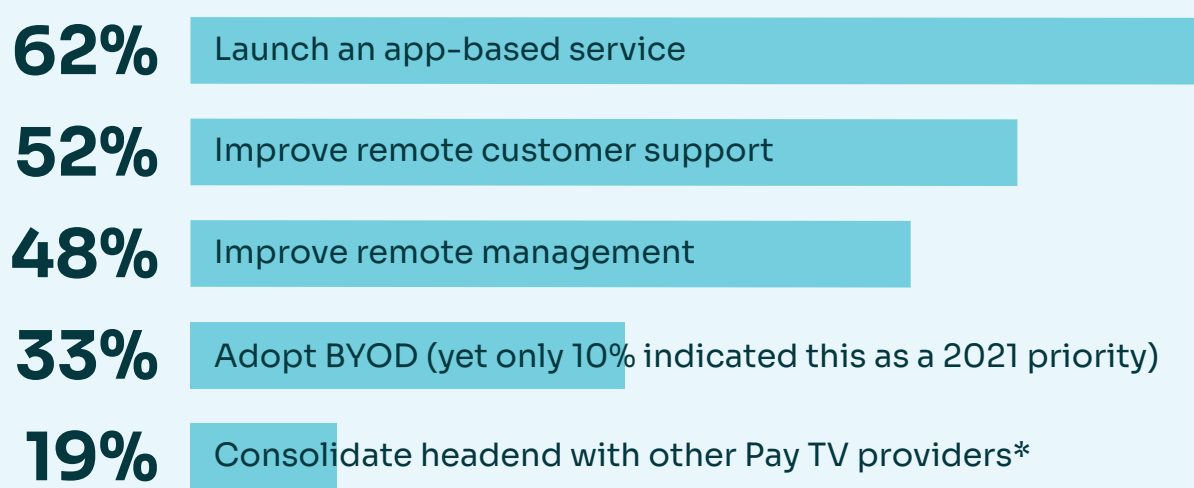 62% Launch an app-based service
52% Improve remote customer support
48% Improve remote management
33% Adopt BYOD (yet only 10% indicated this as a 2021 priority)
19% Consolidate headend with other Pay TV providers*